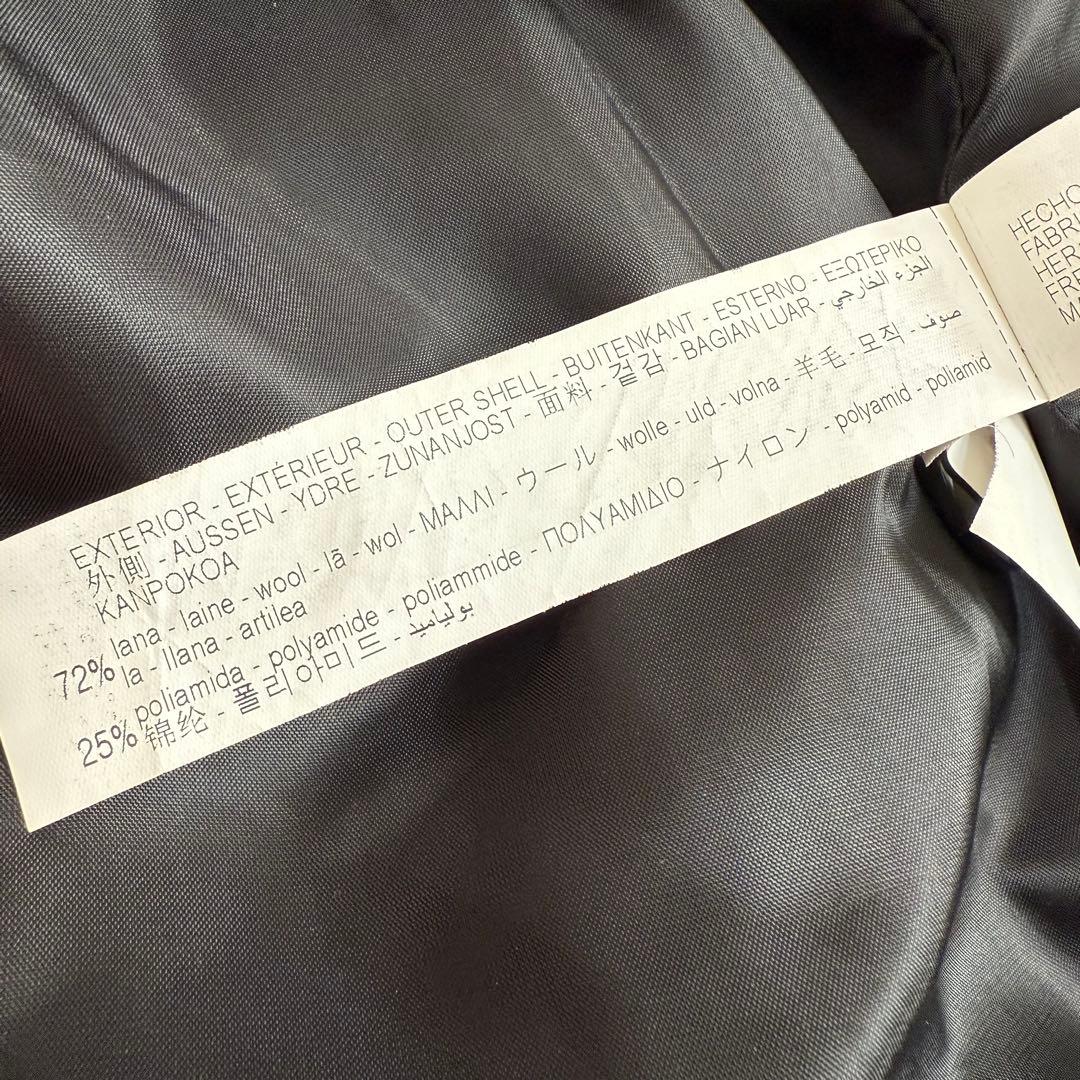 EXTERIOR - EXTÉRIEUR - OUTER SHELL - BUITENKANT - ESTERNO - ΕΞΩΤΕΡΙΚΟ
外側 - AUSSEN - YDRE - ZUNANJOST - 面料 - 겉감 - BAGIAN LUAR - الجزء الخارجي
KANPOKOA
72% lana - laine - wool - lã - wol - ΜΑΛΛΙ - ウール - wolle - uld - volna - 羊毛 - 모직 - صوف
la - llana - artilea
25% poliamida - polyamide - poliammide - ΠΟΛΥΑΜΙΔΙΟ - ナイロン - polyamid - poliamid
锦纶 - 폴리아미드 - بوليأميد
HECHO
FABRI
HER
FRE
MA